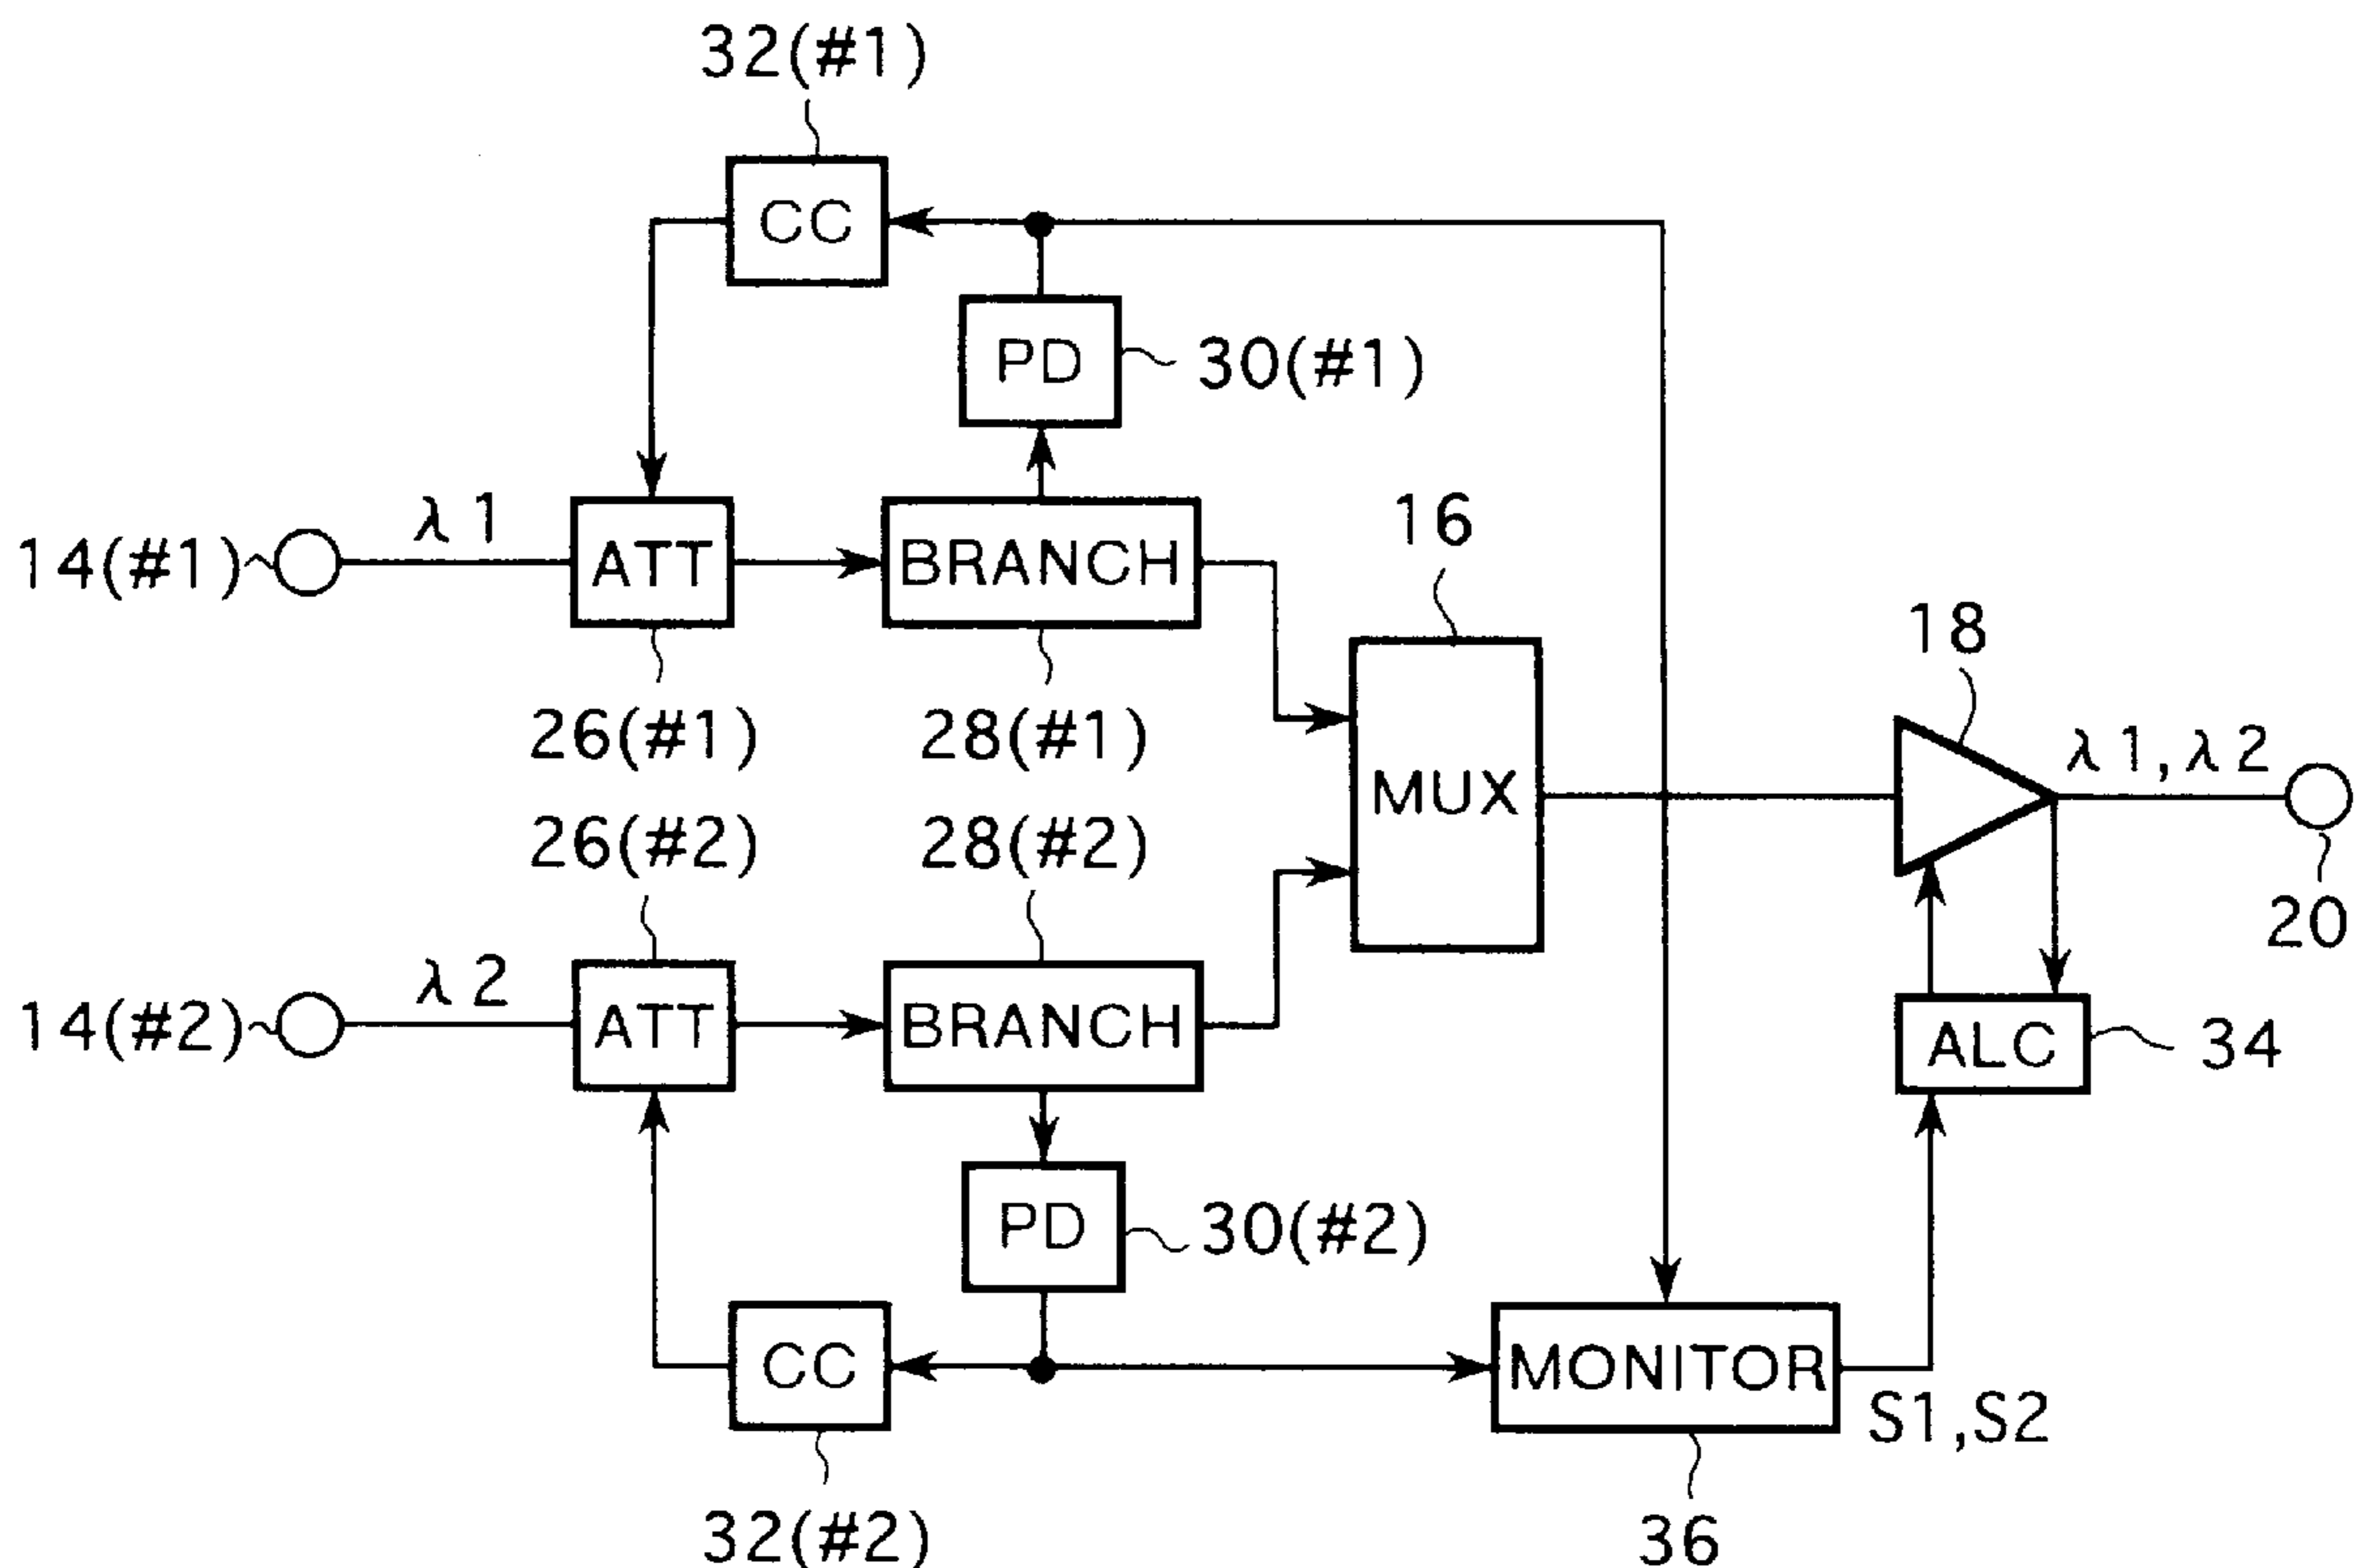 32(#1)
CC
PD
30(#1)
14(#1)
λ1
ATT
BRANCH
16
26(#1)
28(#1)
MUX
18
λ1,λ2
20
26(#2)
28(#2)
14(#2)
λ2
ATT
BRANCH
ALC
34
PD
30(#2)
CC
MONITOR
S1,S2
32(#2)
36